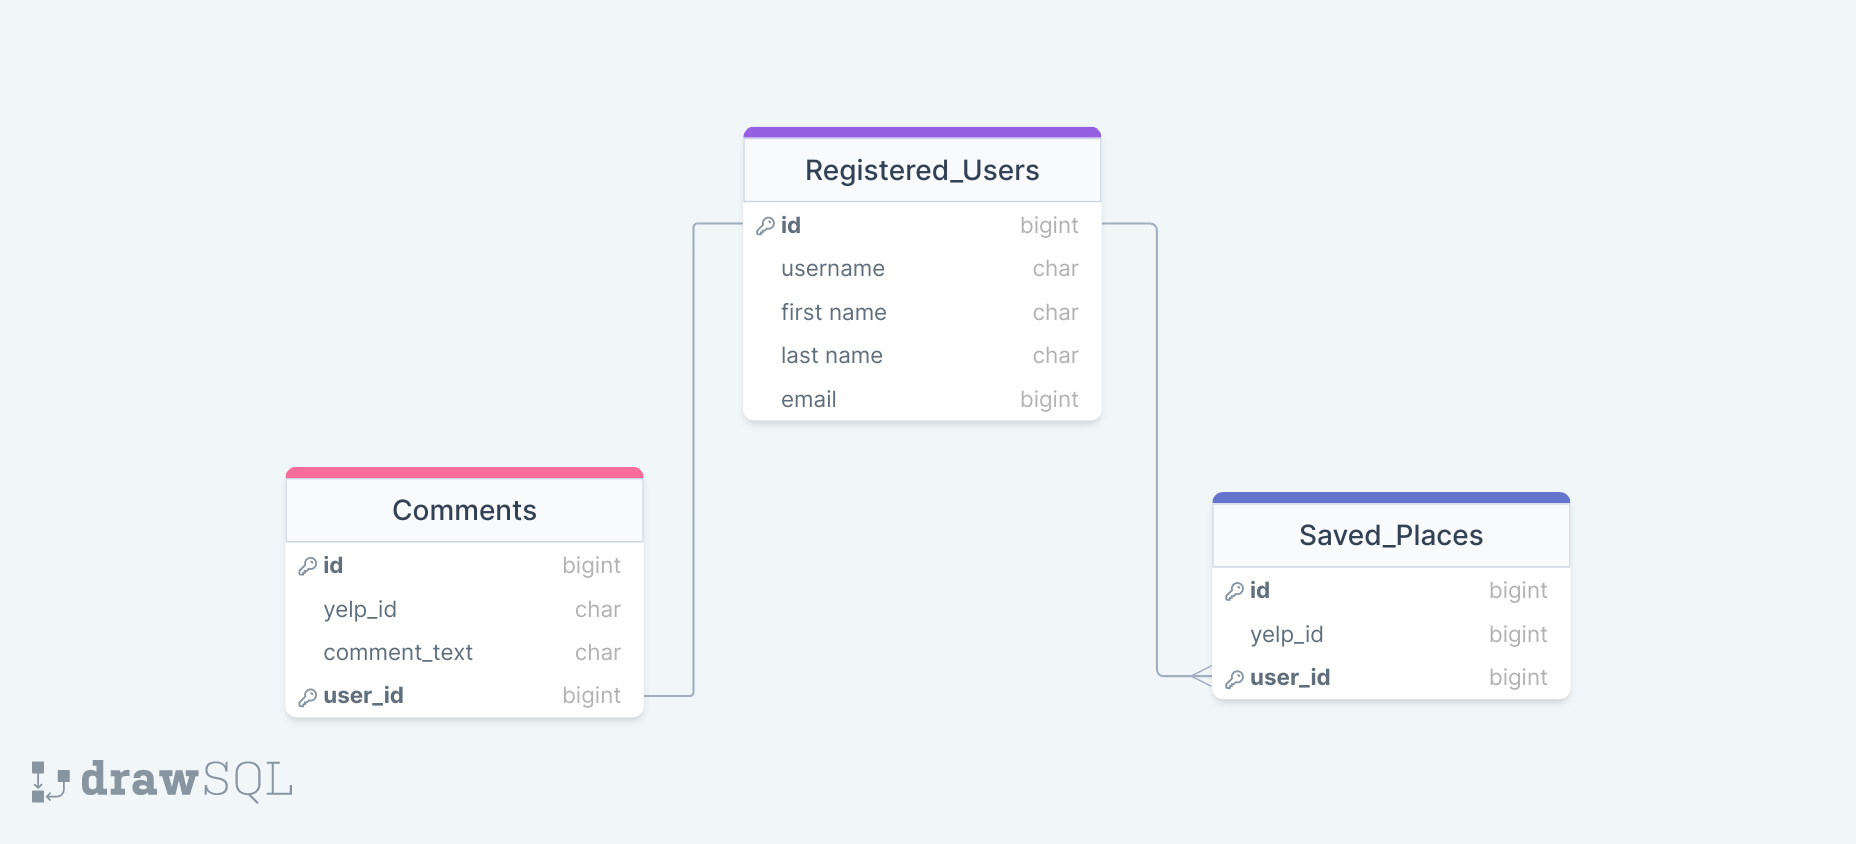 Registered_Users
id bigint
username char
first name char
last name char
email bigint
Comments
id bigint
yelp_id char
comment_text char
user_id bigint
Saved_Places
id bigint
yelp_id bigint
user_id bigint
drawSQL